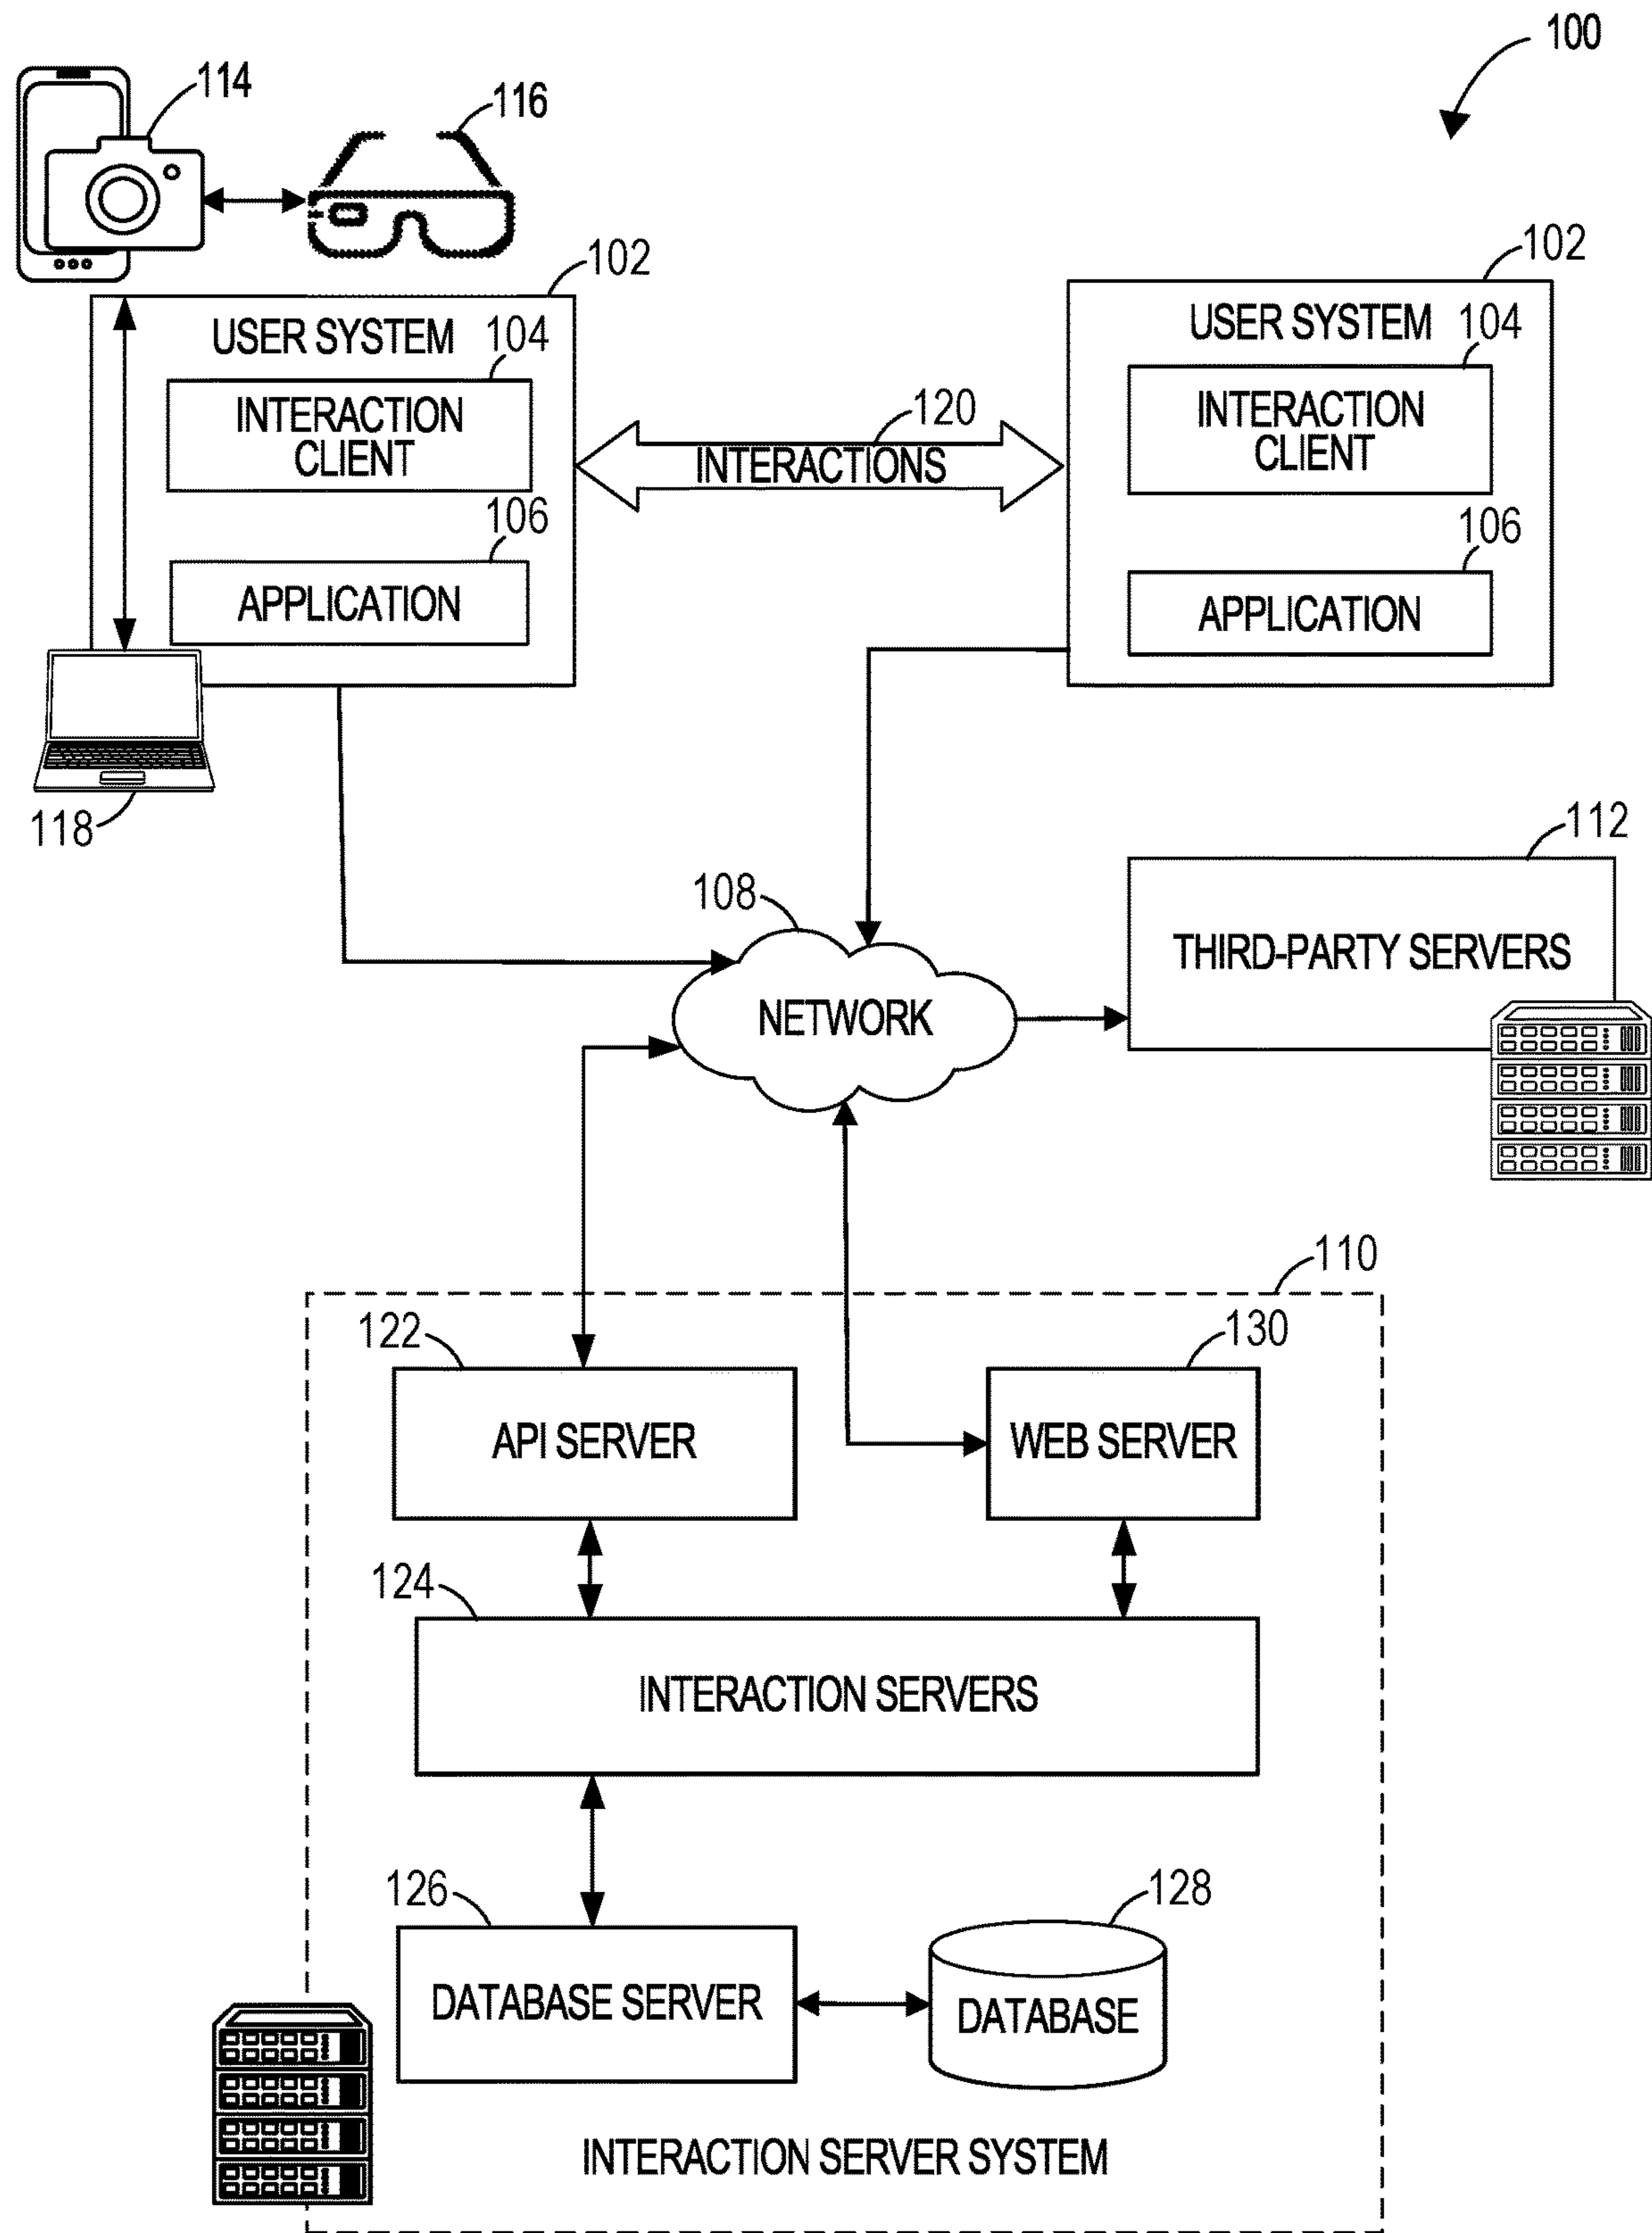 100
114
116
102
USER SYSTEM
104
INTERACTION
CLIENT
106
APPLICATION
118
120
INTERACTIONS
102
USER SYSTEM
104
INTERACTION
CLIENT
106
APPLICATION
108
NETWORK
112
THIRD-PARTY SERVERS
110
122
API SERVER
130
WEB SERVER
124
INTERACTION SERVERS
126
DATABASE SERVER
128
DATABASE
INTERACTION SERVER SYSTEM